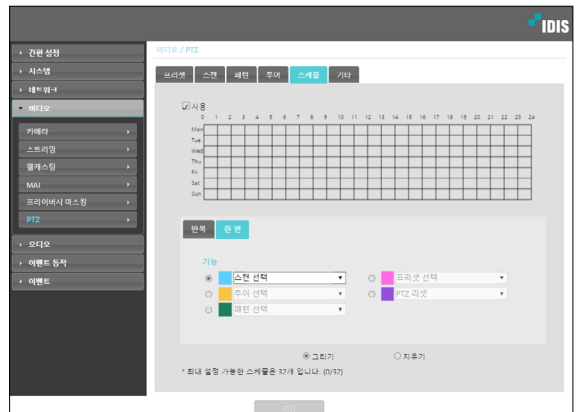 IDIS
비디오 / PTZ
간편 설정
시스템
네트워크
비디오
카메라
스트리밍
웹캐스팅
MAT
프라이버시 마스킹
PTZ
오디오
이벤트 동작
이벤트
프리셋 스캔 패턴 투어 스케줄 기타
사용
0 1 2 3 4 5 6 7 8 9 10 11 12 13 14 15 16 17 18 19 20 21 22 23 24
Mon
Tue
Wed
Thu
Fri
Sat
Sun
반복 한 번
기능
스캔 선택 프리셋 선택
투어 선택 PTZ 리셋
패턴 선택
그리기 지우기
* 최대 설정 가능한 스케줄은 32개 입니다. (0/32)